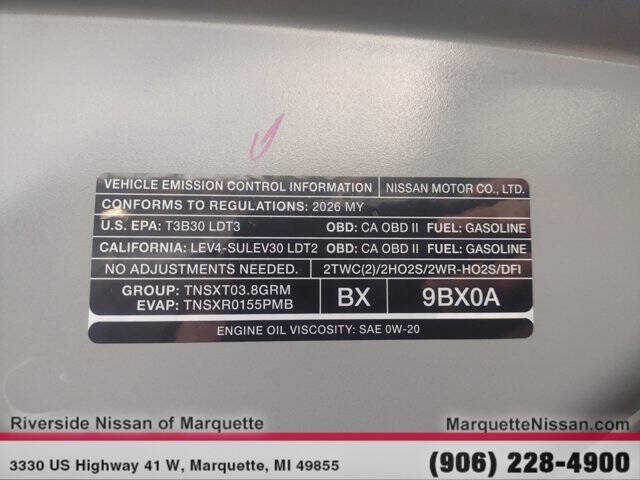 VEHICLE EMISSION CONTROL INFORMATION NISSAN MOTOR CO., LTD.
CONFORMS TO REGULATIONS: 2026 MY
U.S. EPA: T3B30 LDT3 OBD: CA OBD II FUEL: GASOLINE
CALIFORNIA: LEV4-SULEV30 LDT2 OBD: CA OBD II FUEL: GASOLINE
NO ADJUSTMENTS NEEDED. 2TWC(2)/2HO2S/2WR-HO2S/DFI
GROUP: TNSXT03.8GRM
EVAP: TNSXR0155PMB
BX 9BX0A
ENGINE OIL VISCOSITY: SAE 0W-20
Riverside Nissan of Marquette MarquetteNissan.com
3330 US Highway 41 W, Marquette, MI 49855 (906) 228-4900